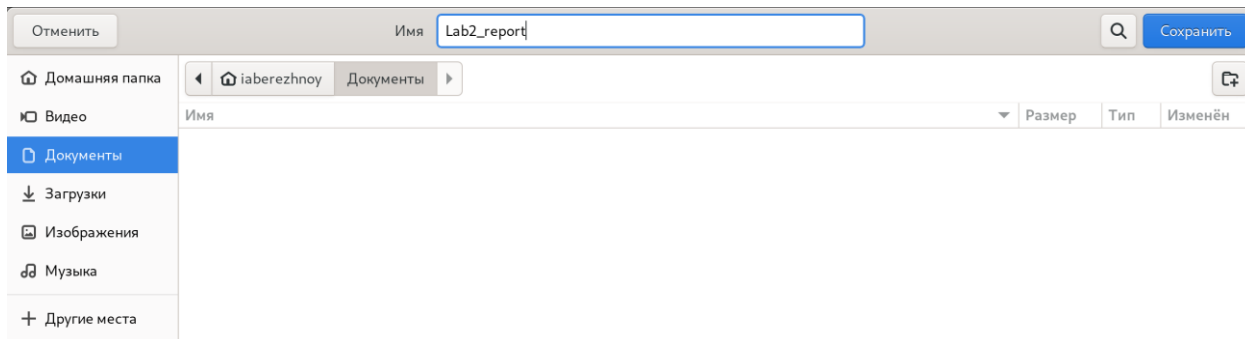 Отменить Имя Lab2_report Сохранить
Домашняя папка iaberezhnoy Документы
Видео Имя Размер Тип Изменён
Документы
Загрузки
Изображения
Музыка
Другие места